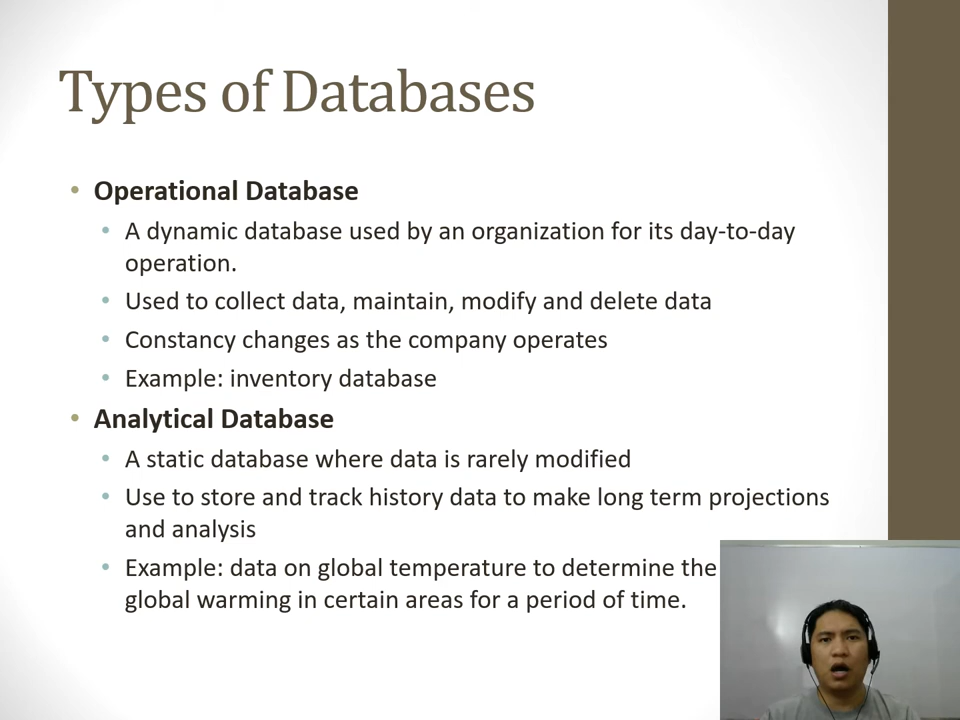 Types of Databases
• Operational Database
• A dynamic database used by an organization for its day-to-day
operation.
• Used to collect data, maintain, modify and delete data
• Constancy changes as the company operates
• Example: inventory database
• Analytical Database
• A static database where data is rarely modified
• Use to store and track history data to make long term projections
and analysis
• Example: data on global temperature to determine the
global warming in certain areas for a period of time.